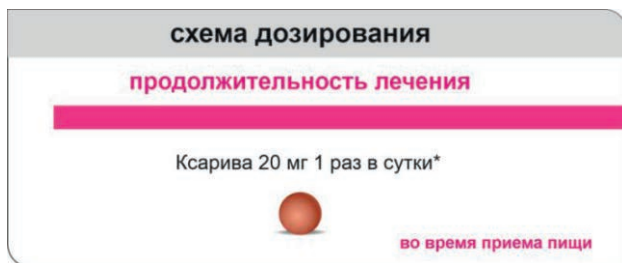 схема дозирования
продолжительность лечения
Ксарива 20 мг 1 раз в сутки*
во время приема пищи